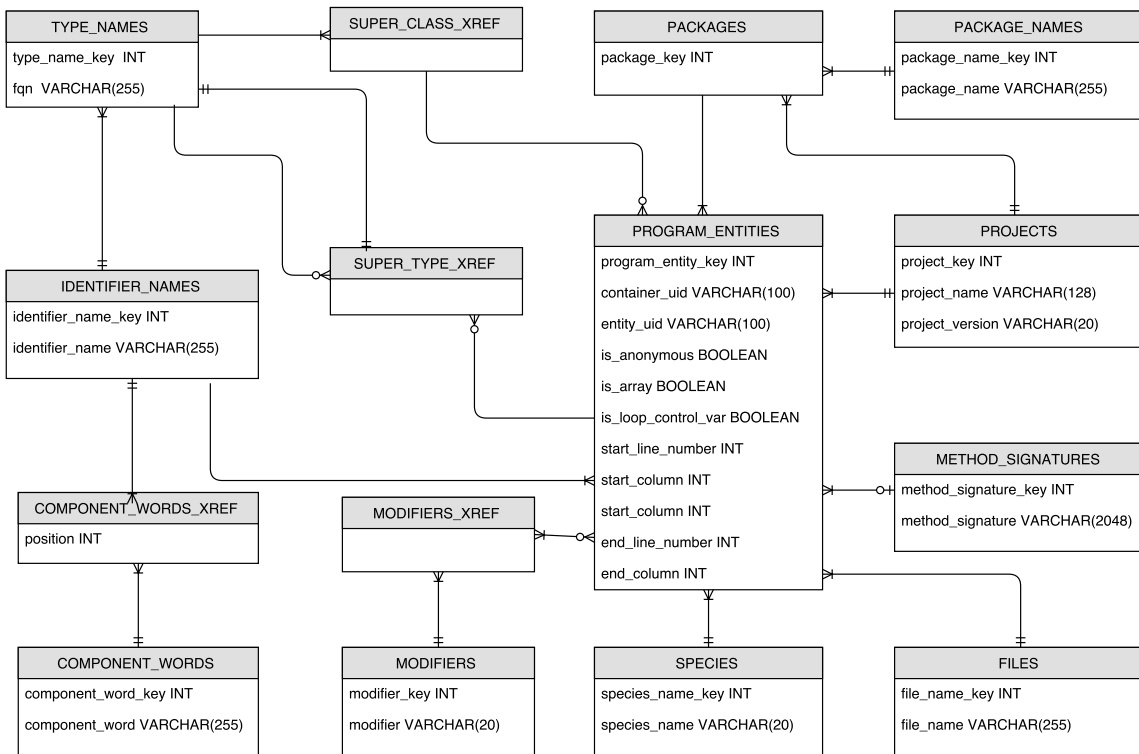 TYPE_NAMES
type_name_key INT
fqn VARCHAR(255)
SUPER_CLASS_XREF
PACKAGES
package_key INT
PACKAGE_NAMES
package_name_key INT
package_name VARCHAR(255)
SUPER_TYPE_XREF
PROGRAM_ENTITIES
program_entity_key INT
container_uid VARCHAR(100)
entity_uid VARCHAR(100)
is_anonymous BOOLEAN
is_array BOOLEAN
is_loop_control_var BOOLEAN
start_line_number INT
start_column INT
start_column INT
end_line_number INT
end_column INT
PROJECTS
project_key INT
project_name VARCHAR(128)
project_version VARCHAR(20)
IDENTIFIER_NAMES
identifier_name_key INT
identifier_name VARCHAR(255)
METHOD_SIGNATURES
method_signature_key INT
method_signature VARCHAR(2048)
COMPONENT_WORDS_XREF
position INT
MODIFIERS_XREF
COMPONENT_WORDS
component_word_key INT
component_word VARCHAR(255)
MODIFIERS
modifier_key INT
modifier VARCHAR(20)
SPECIES
species_name_key INT
species_name VARCHAR(20)
FILES
file_name_key INT
file_name VARCHAR(255)